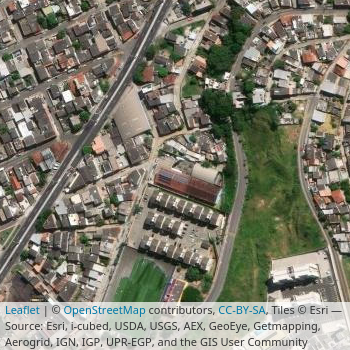 Leaflet | © OpenStreetMap contributors, CC-BY-SA, Tiles © Esri —
Source: Esri, i-cubed, USDA, USGS, AEX, GeoEye, Getmapping,
Aerogrid, IGN, IGP, UPR-EGP, and the GIS User Community